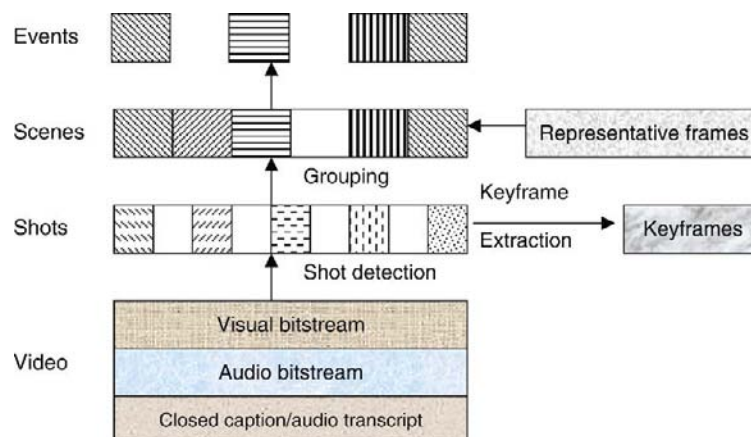 Events
Scenes
Representative frames
Grouping
Keyframe
Shots
Extraction
Keyframes
Shot detection
Visual bitstream
Video
Audio bitstream
Closed caption/audio transcript